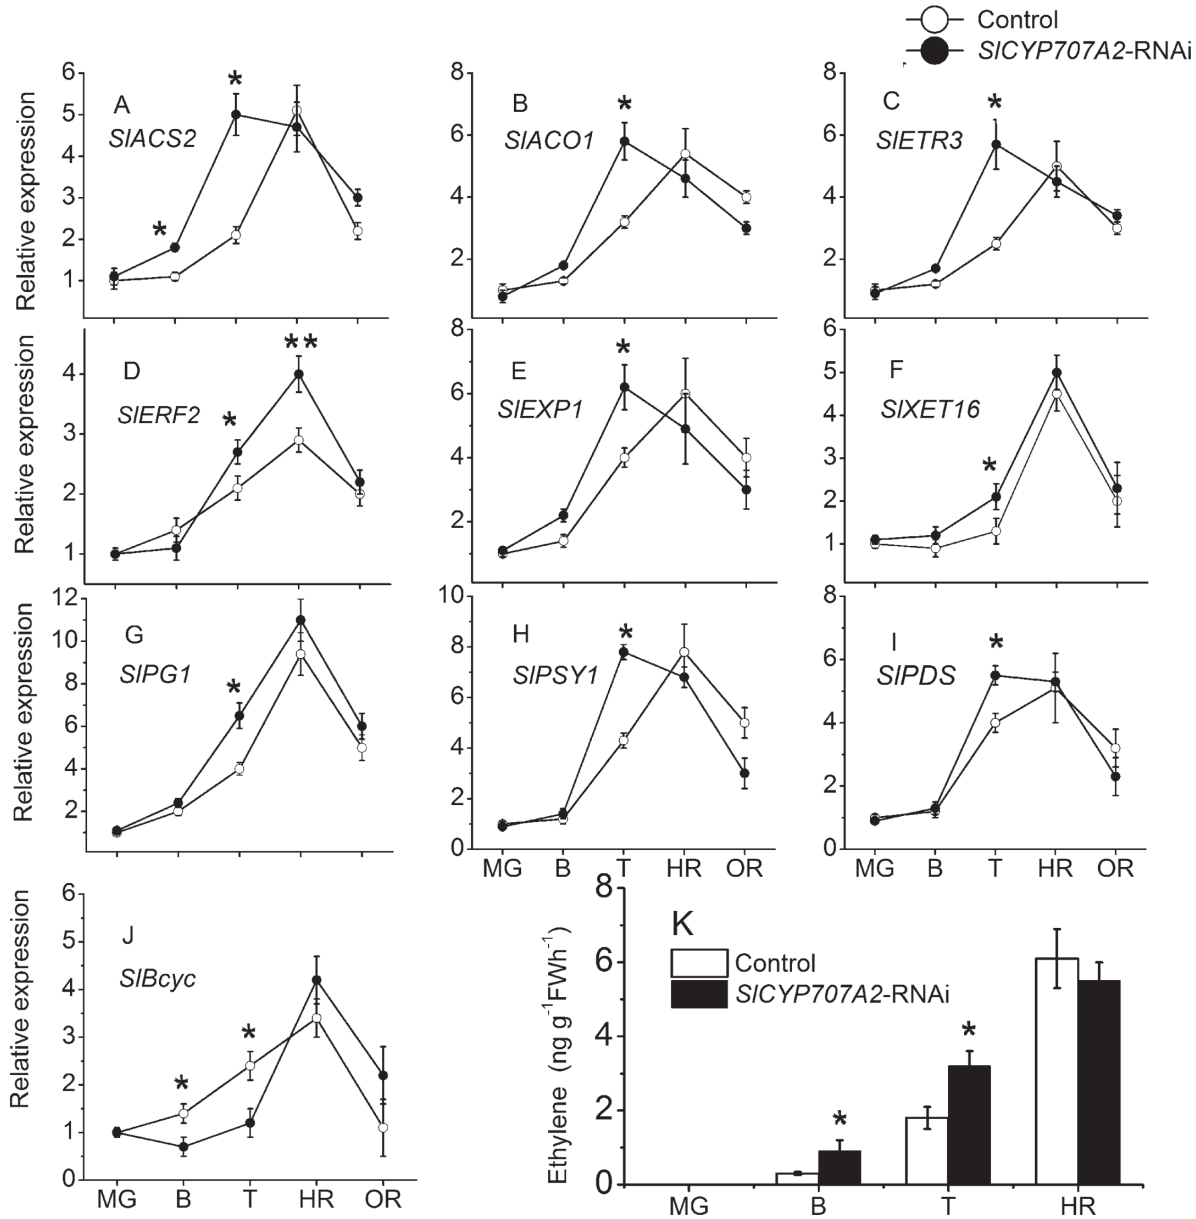 Control
SlCYP707A2-RNAi
Relative expression
6
5
4
3
2
1
A
SlACS2
*
*
8
6
4
2
B
SlACO1
*
8
6
4
2
C
SlETR3
*
Relative expression
4
3
2
1
D
SlERF2
*
**
8
6
4
2
E
SlEXP1
*
6
5
4
3
2
1
F
SlXET16
*
Relative expression
12
10
8
6
4
2
G
SlPG1
*
10
8
6
4
2
0
H
SlPSY1
*
MG B T HR OR
8
6
4
2
0
I
SlPDS
*
MG B T HR OR
Relative expression
6
5
4
3
2
1
0
J
SlBcyc
*
*
MG B T HR OR
Ethylene (ng g⁻¹FWh⁻¹)
8
6
4
2
0
K
Control
SlCYP707A2-RNAi
*
*
MG B T HR